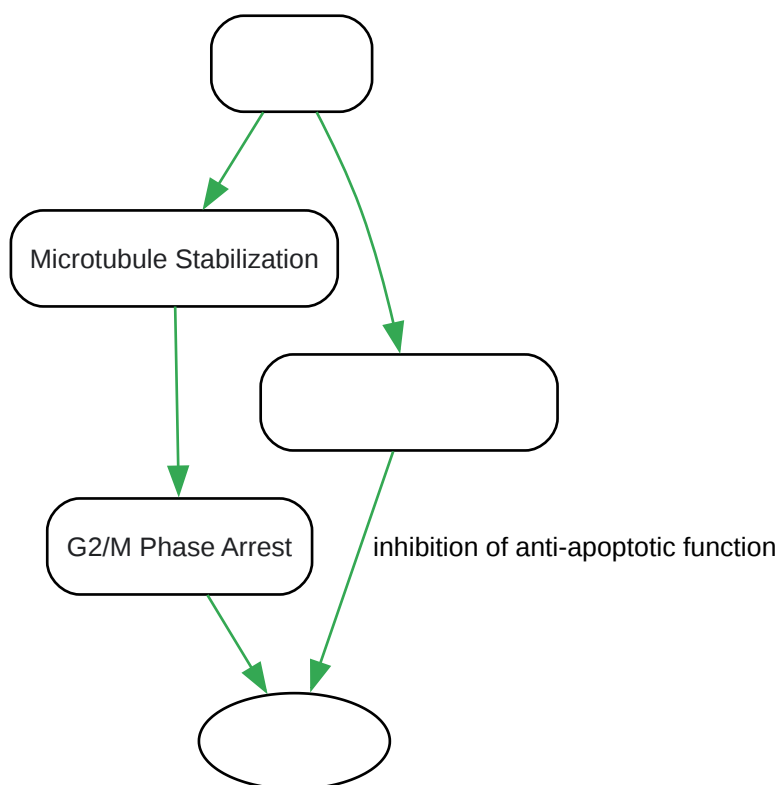 Microtubule Stabilization
G2/M Phase Arrest
inhibition of anti-apoptotic function